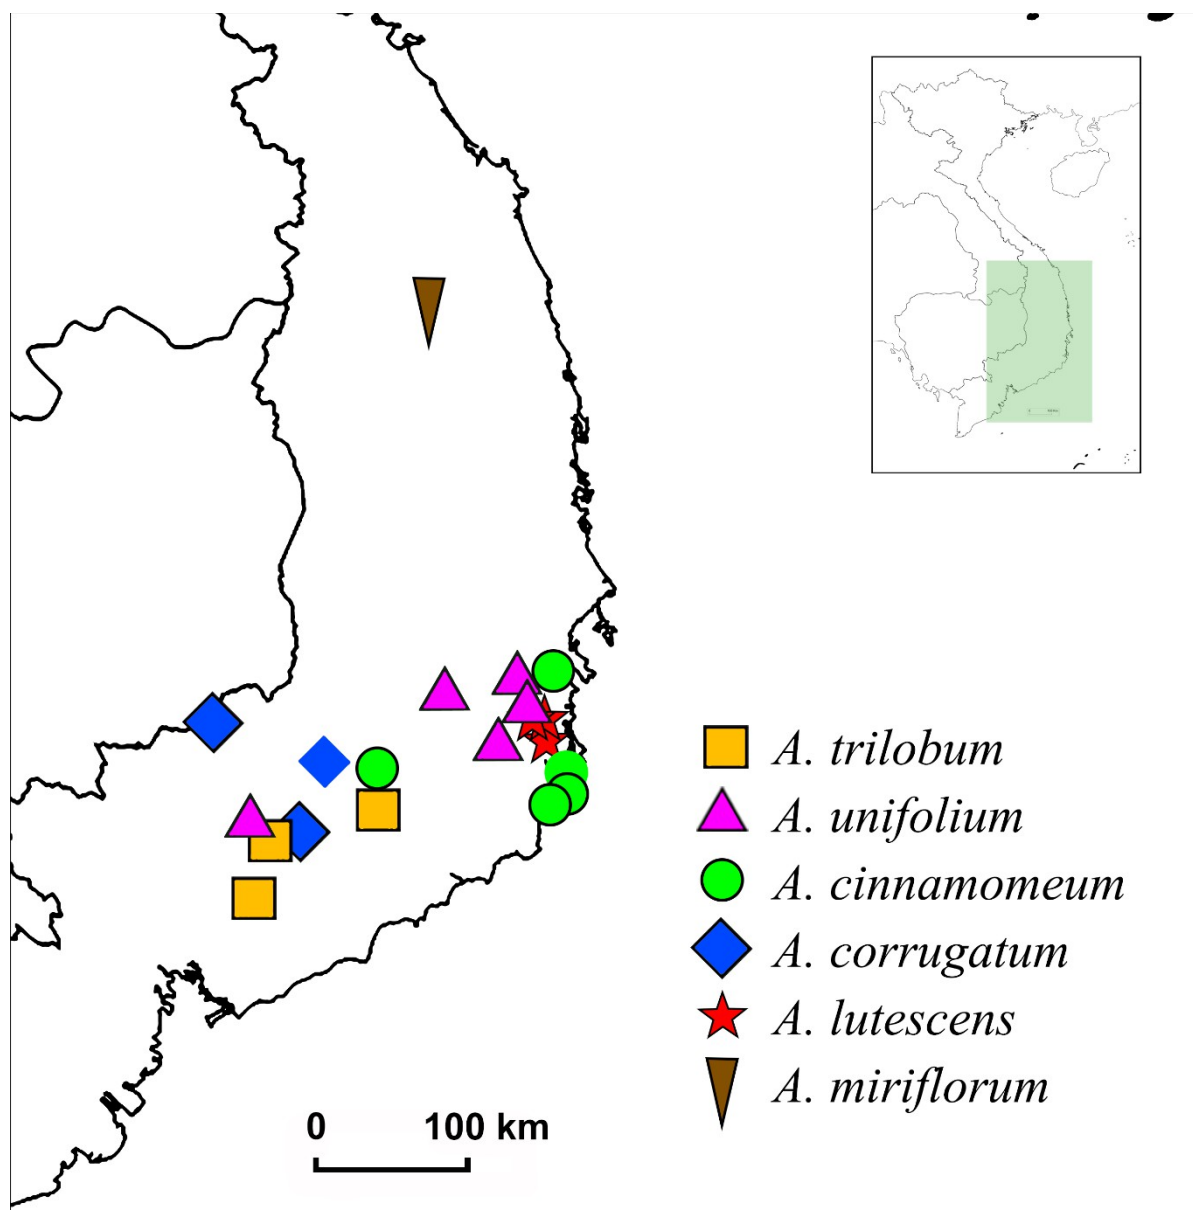 A. trilobum
A. unifolium
A. cinnamomeum
A. corrugatum
A. lutescens
A. miriflorum
0 100 km